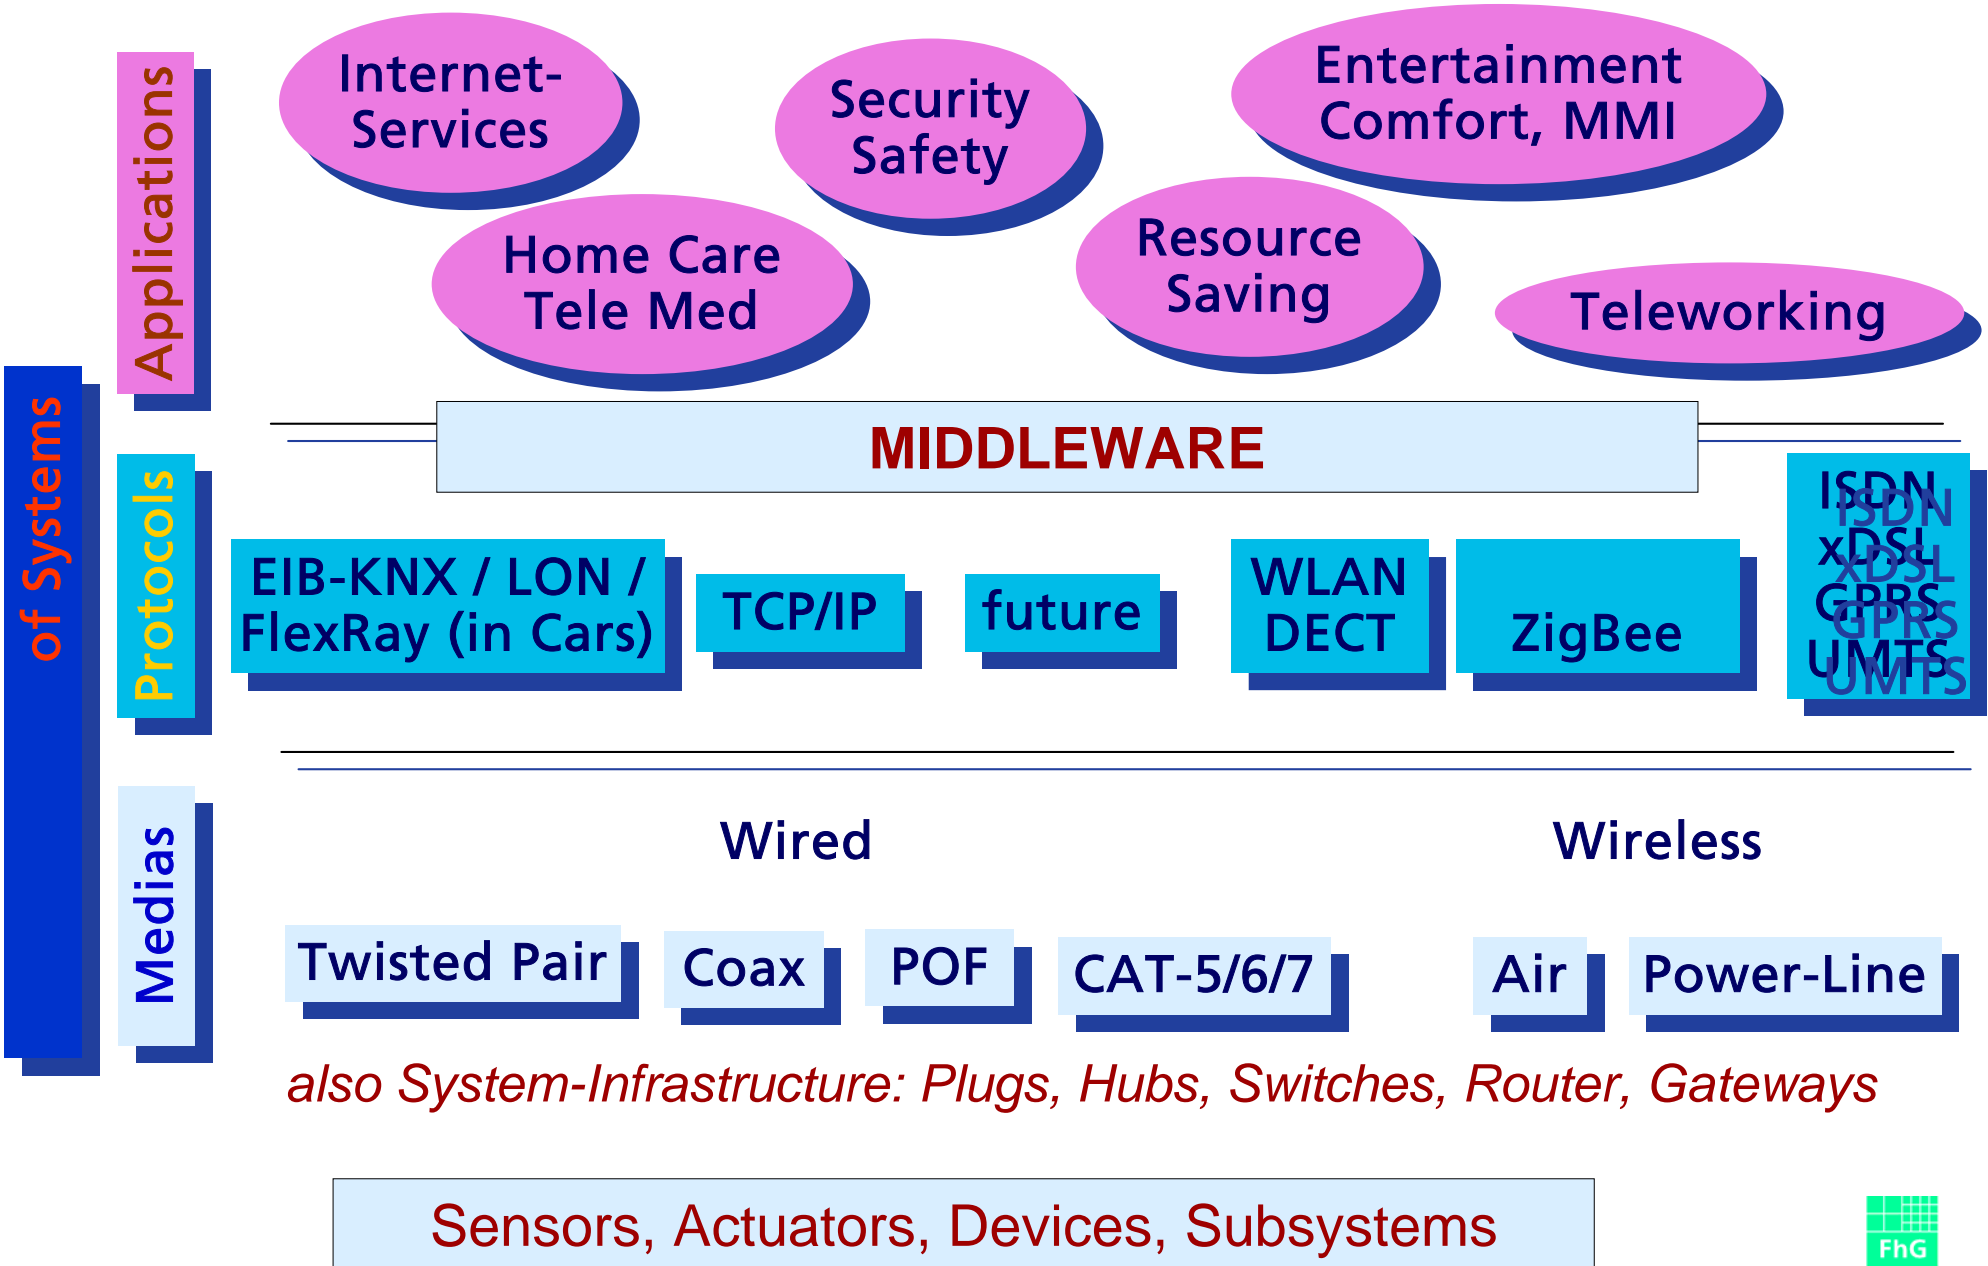 of Systems
Applications
Internet-
Services
Security
Safety
Entertainment
Comfort, MMI
Home Care
Tele Med
Resource
Saving
Teleworking
MIDDLEWARE
Protocols
EIB-KNX / LON /
FlexRay (in Cars)
TCP/IP
future
WLAN
DECT
ZigBee
ISDN
xDSL
GPRS
UMTS
Medias
Wired
Wireless
Twisted Pair
Coax
POF
CAT-5/6/7
Air
Power-Line
also System-Infrastructure: Plugs, Hubs, Switches, Router, Gateways
Sensors, Actuators, Devices, Subsystems
FhG